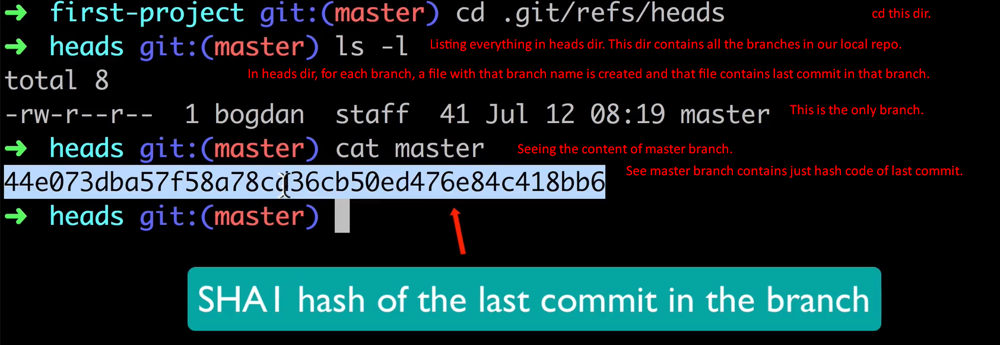 ➜ first-project git:(master) cd .git/refs/heads cd this dir.
➜ heads git:(master) ls -l Listing everything in heads dir. This dir contains all the branches in our local repo.
total 8 In heads dir, for each branch, a file with that branch name is created and that file contains last commit in that branch.
-rw-r--r-- 1 bogdan staff 41 Jul 12 08:19 master This is the only branch.
➜ heads git:(master) cat master Seeing the content of master branch.
44e073dba57f58a78cd36cb50ed476e84c418bb6 See master branch contains just hash code of last commit.
➜ heads git:(master)
SHA1 hash of the last commit in the branch